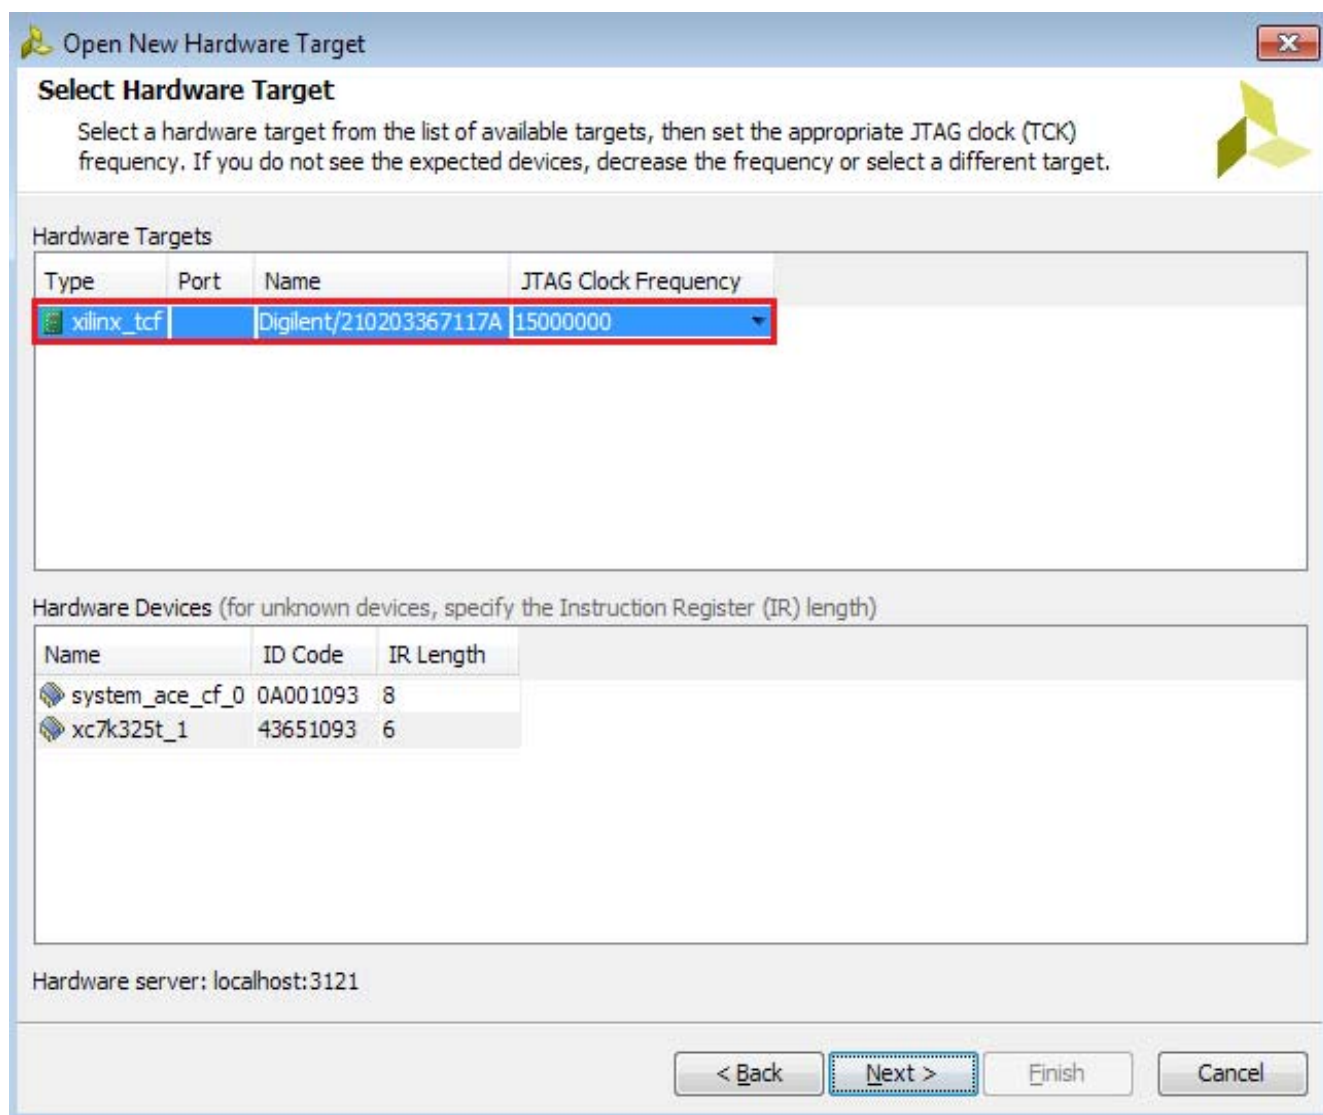 Open New Hardware Target
Select Hardware Target
Select a hardware target from the list of available targets, then set the appropriate JTAG clock (TCK)
frequency. If you do not see the expected devices, decrease the frequency or select a different target.
Hardware Targets
Type Port Name JTAG Clock Frequency
xilinx_tcf Digilent/210203367117A 15000000
Hardware Devices (for unknown devices, specify the Instruction Register (IR) length)
Name ID Code IR Length
system_ace_cf_0 0A001093 8
xc7k325t_1 43651093 6
Hardware server: localhost:3121
< Back Next > Finish Cancel